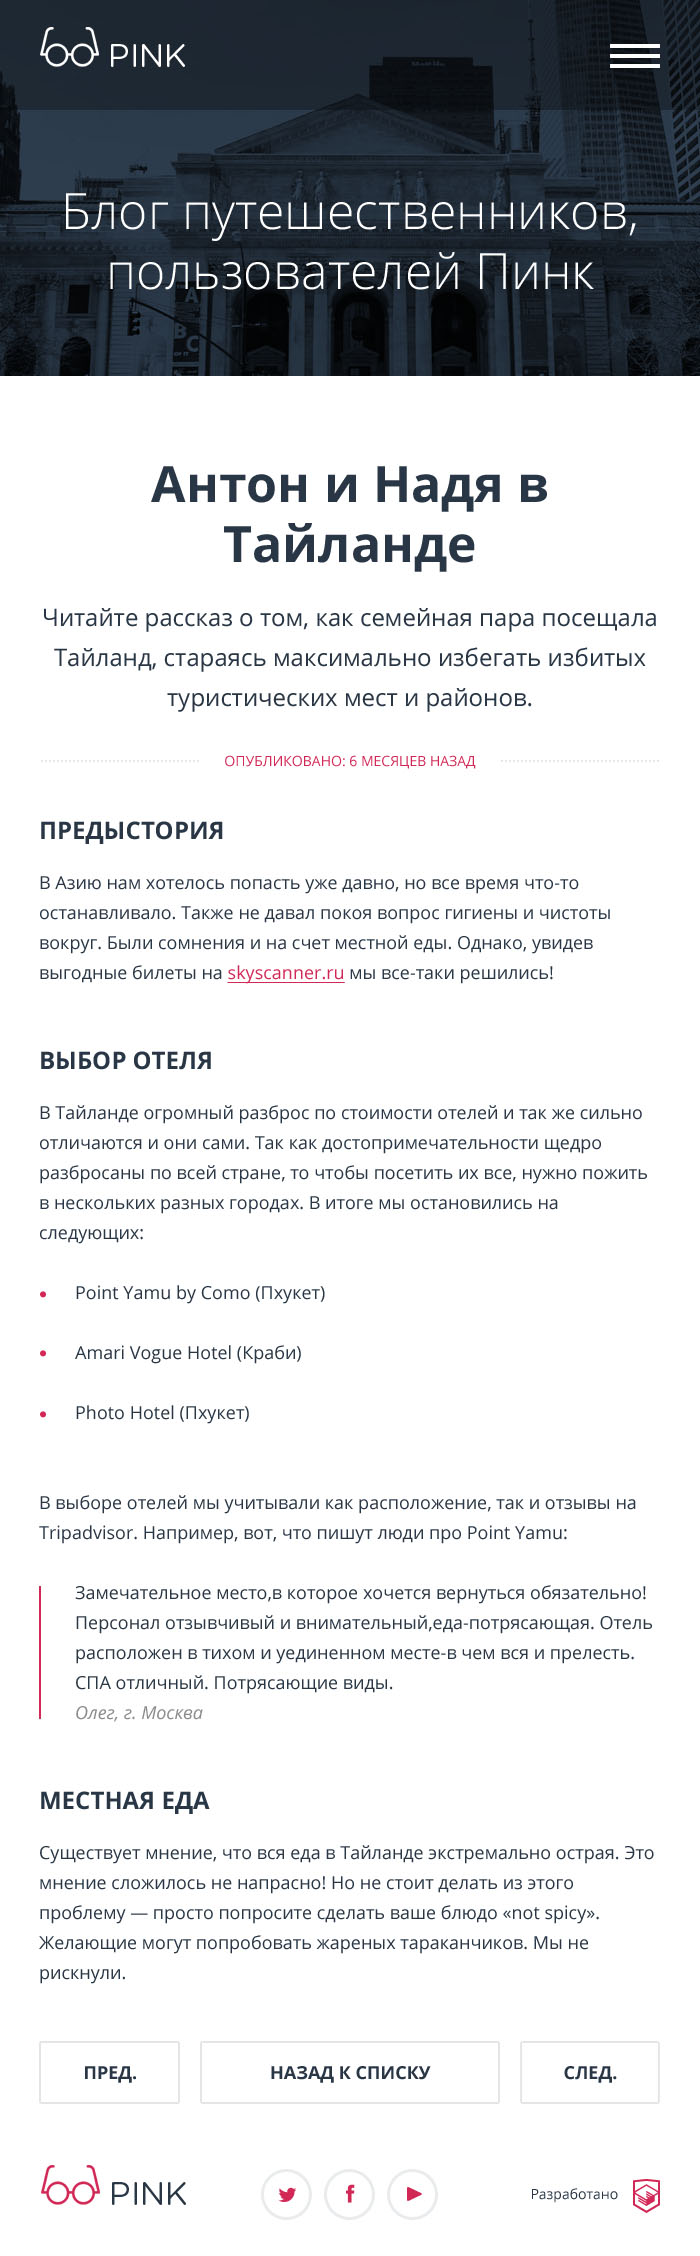 PINK
Блог путешественников,
пользователей Пинк
Антон и Надя в
Тайланде
Читайте рассказ о том, как семейная пара посещала
Тайланд, стараясь максимально избегать избитых
туристических мест и районов.
ОПУБЛИКОВАНО: 6 МЕСЯЦЕВ НАЗАД
ПРЕДЫСТОРИЯ
В Азию нам хотелось попасть уже давно, но все время что-то
останавливало. Также не давал покоя вопрос гигиены и чистоты
вокруг. Были сомнения и на счет местной еды. Однако, увидев
выгодные билеты на skyscanner.ru мы все-таки решились!
ВЫБОР ОТЕЛЯ
В Тайланде огромный разброс по стоимости отелей и так же сильно
отличаются и они сами. Так как достопримечательности щедро
разбросаны по всей стране, то чтобы посетить их все, нужно пожить
в нескольких разных городах. В итоге мы остановились на
следующих:
Point Yamu by Como (Пхукет)
Amari Vogue Hotel (Краби)
Photo Hotel (Пхукет)
В выборе отелей мы учитывали как расположение, так и отзывы на
Tripadvisor. Например, вот, что пишут люди про Point Yamu:
Замечательное место,в которое хочется вернуться обязательно!
Персонал отзывчивый и внимательный,еда-потрясающая. Отель
расположен в тихом и уединенном месте-в чем вся и прелесть.
СПА отличный. Потрясающие виды.
Олег, г. Москва
МЕСТНАЯ ЕДА
Существует мнение, что вся еда в Тайланде экстремально острая. Это
мнение сложилось не напрасно! Но не стоит делать из этого
проблему — просто попросите сделать ваше блюдо «not spicy».
Желающие могут попробовать жареных тараканчиков. Мы не
рискнули.
ПРЕД.
НАЗАД К СПИСКУ
СЛЕД.
PINK
Разработано